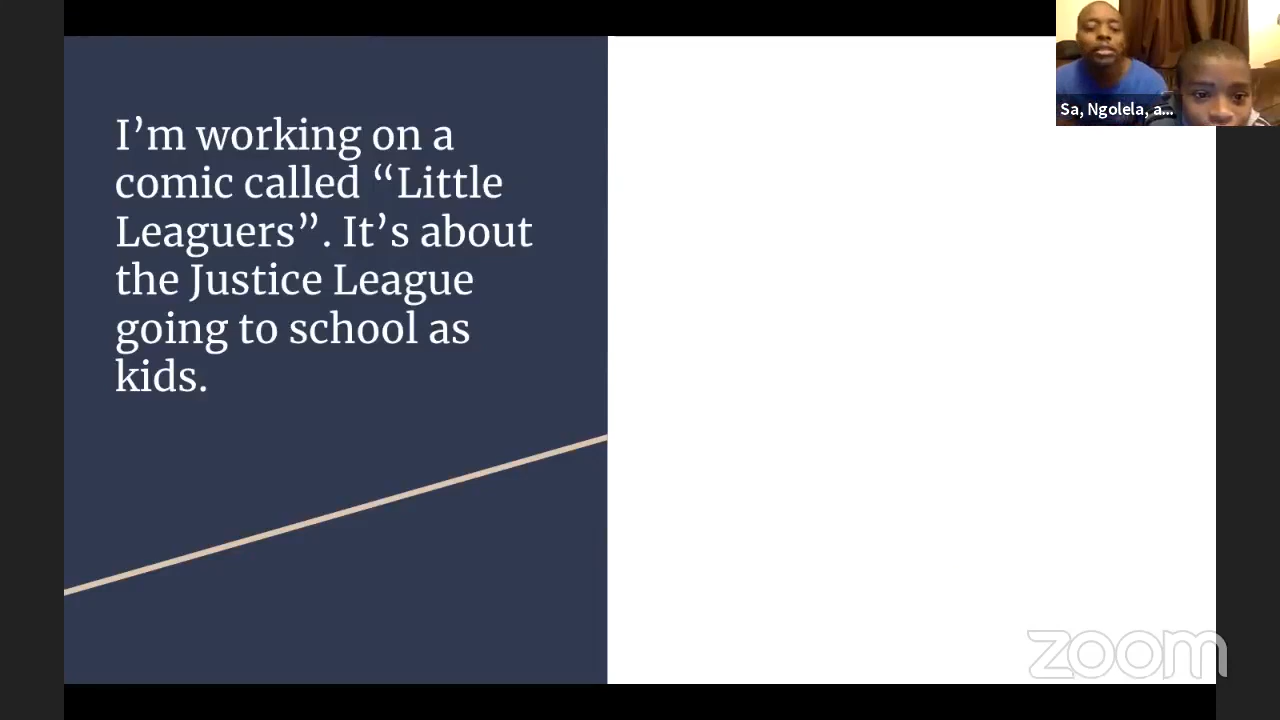 I’m working on a
comic called “Little
Leaguers”. It’s about
the Justice League
going to school as
kids.
Sa, Ngolela, a...
zoom